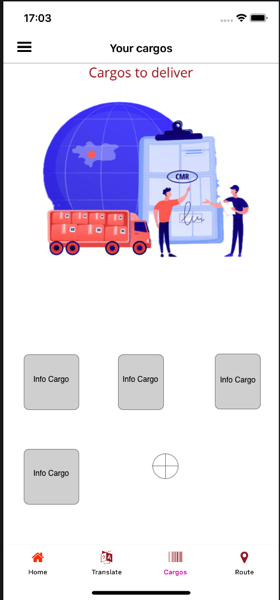 17:03
Your cargos
Cargos to deliver
CMR
Info Cargo
Info Cargo
Info Cargo
Info Cargo
Home
Translate
Cargos
Route